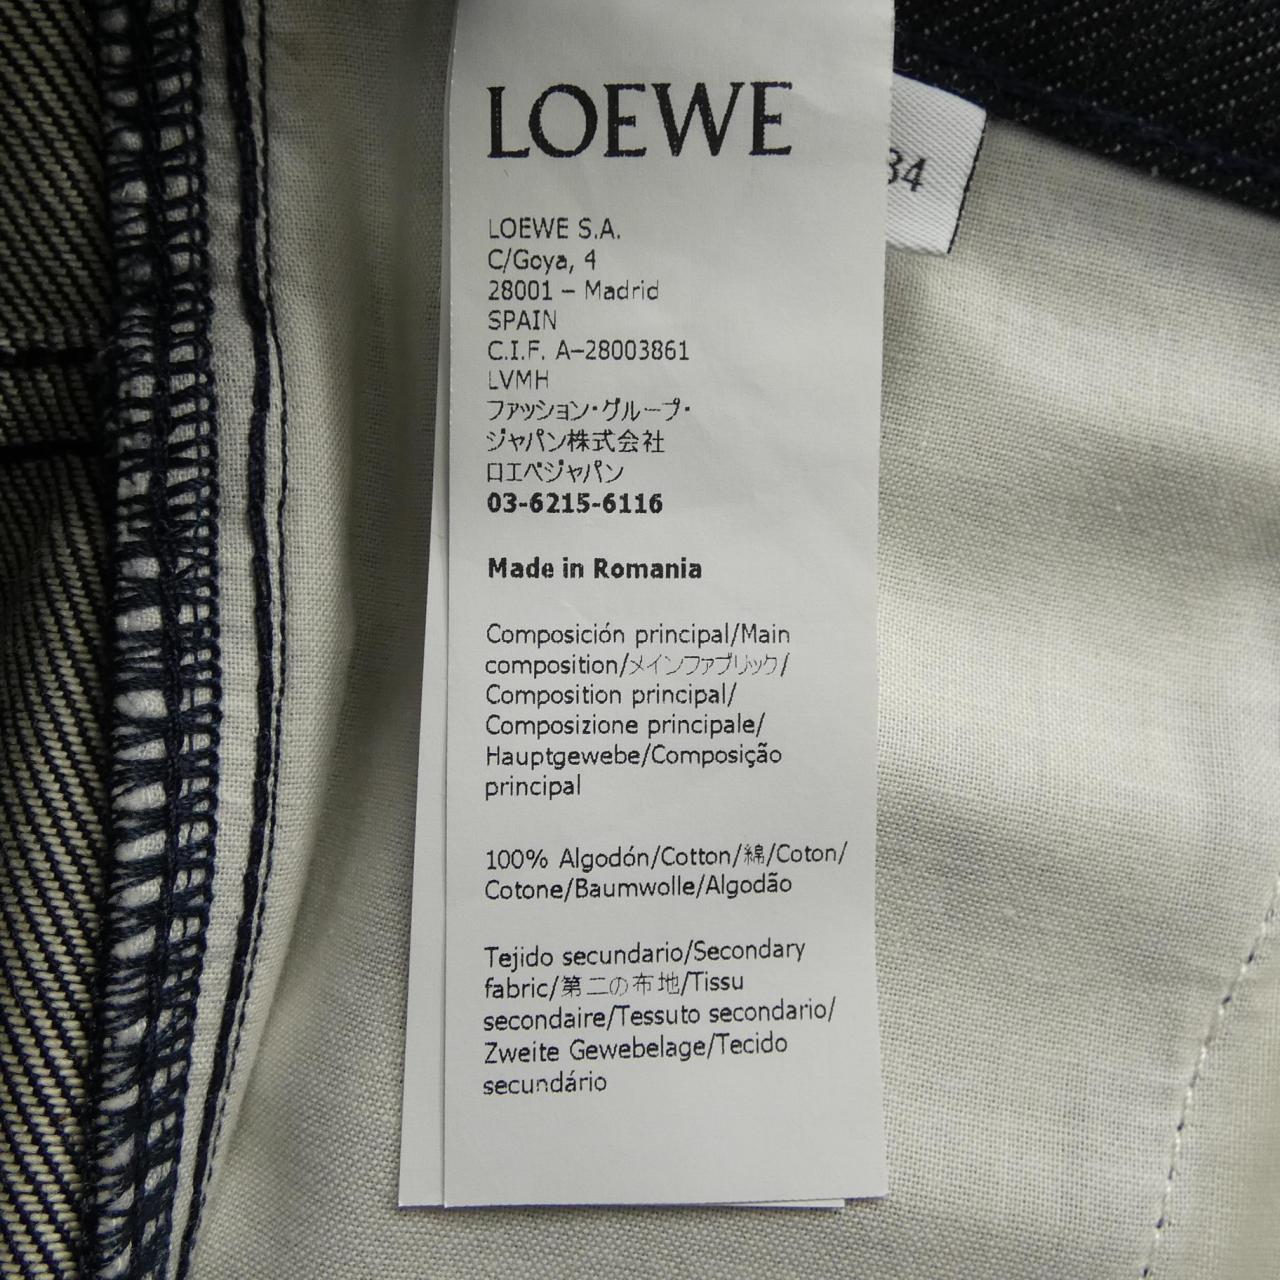 LOEWE
34
LOEWE S.A.
C/Goya, 4
28001 – Madrid
SPAIN
C.I.F. A–28003861
LVMH
ファッション・グループ・
ジャパン株式会社
ロエベジャパン
03-6215-6116
Made in Romania
Composición principal/Main
composition/メインファブリック/
Composition principal/
Composizione principale/
Hauptgewebe/Composição
principal
100% Algodón/Cotton/綿/Coton/
Cotone/Baumwolle/Algodão
Tejido secundario/Secondary
fabric/第二の布地/Tissu
secondaire/Tessuto secondario/
Zweite Gewebelage/Tecido
secundário